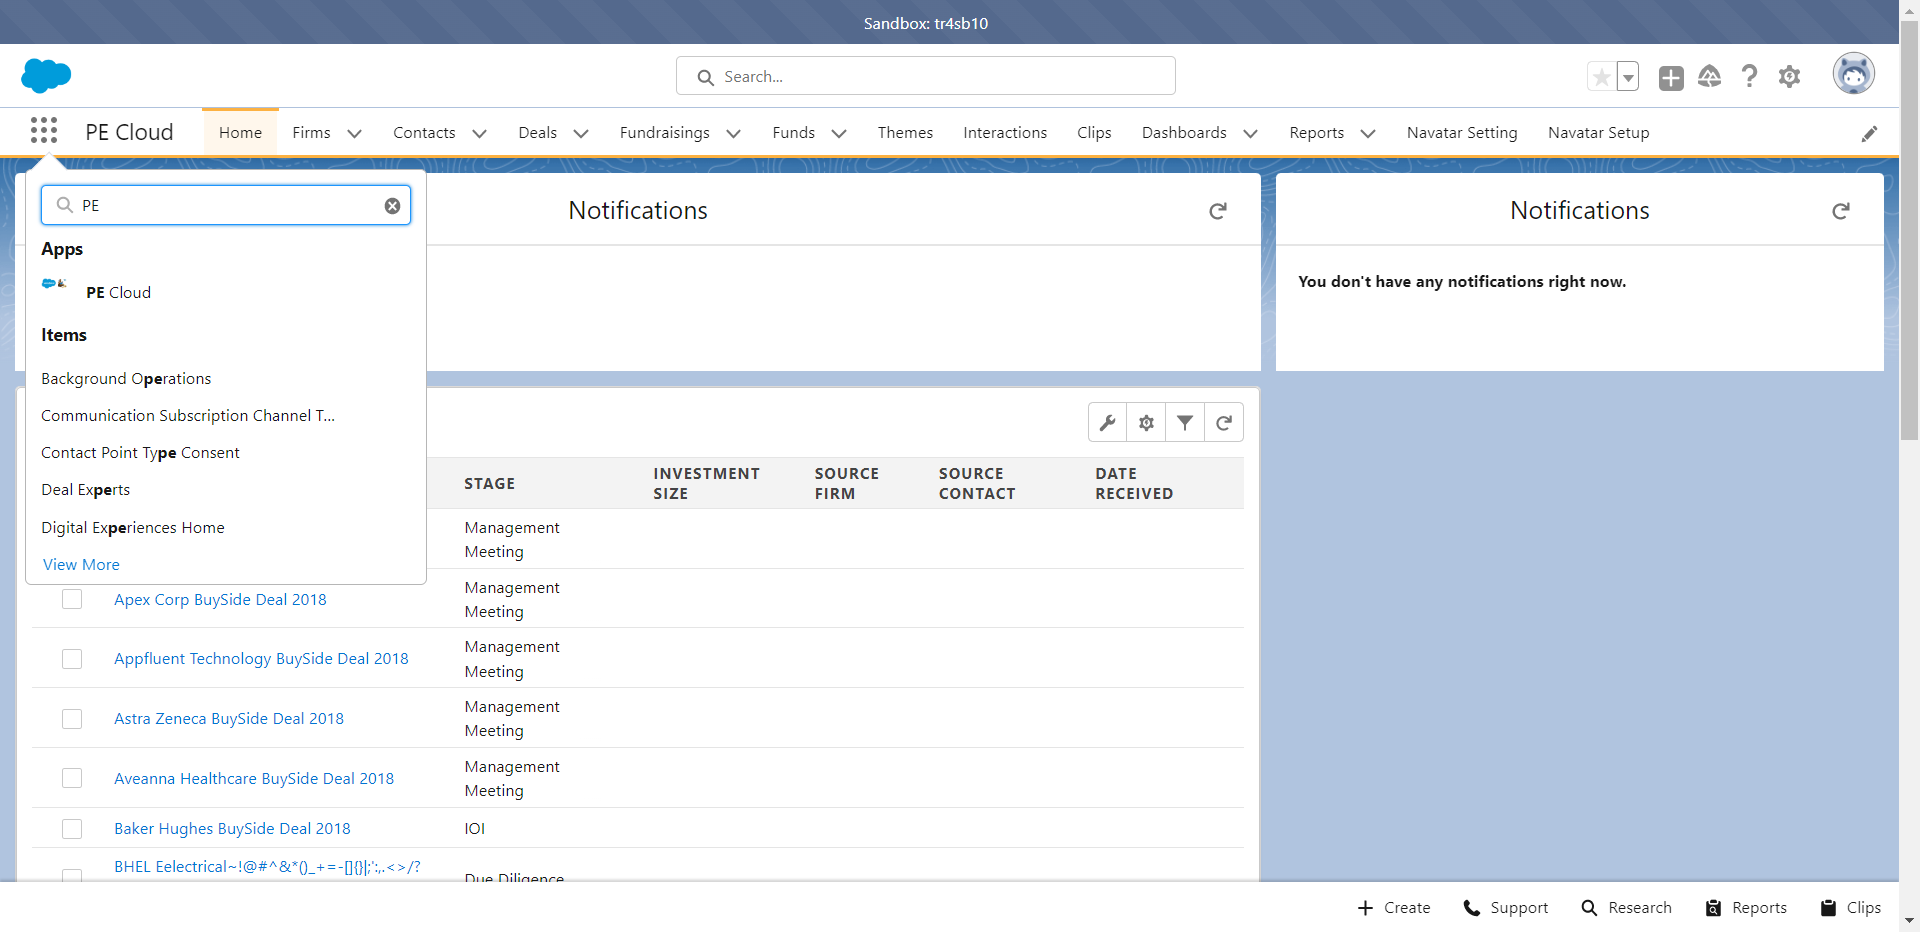 Sandbox: tr4sb10
Search...
PE Cloud
Home
Firms
Contacts
Deals
Fundraisings
Funds
Themes
Interactions
Clips
Dashboards
Reports
Navatar Setting
Navatar Setup
PE
Apps
PE Cloud
Items
Background Operations
Communication Subscription Channel T...
Contact Point Type Consent
Deal Experts
Digital Experiences Home
View More
Notifications
Notifications
You don't have any notifications right now.
STAGE
INVESTMENT
SIZE
SOURCE
FIRM
SOURCE
CONTACT
DATE
RECEIVED
Management
Meeting
Apex Corp BuySide Deal 2018
Management
Meeting
Appfluent Technology BuySide Deal 2018
Management
Meeting
Astra Zeneca BuySide Deal 2018
Management
Meeting
Aveanna Healthcare BuySide Deal 2018
Management
Meeting
Baker Hughes BuySide Deal 2018
IOI
BHEL Eelectrical~!@#^&*()_+=-[]{}|;':,.<>/?
Due Diligence
Create
Support
Research
Reports
Clips